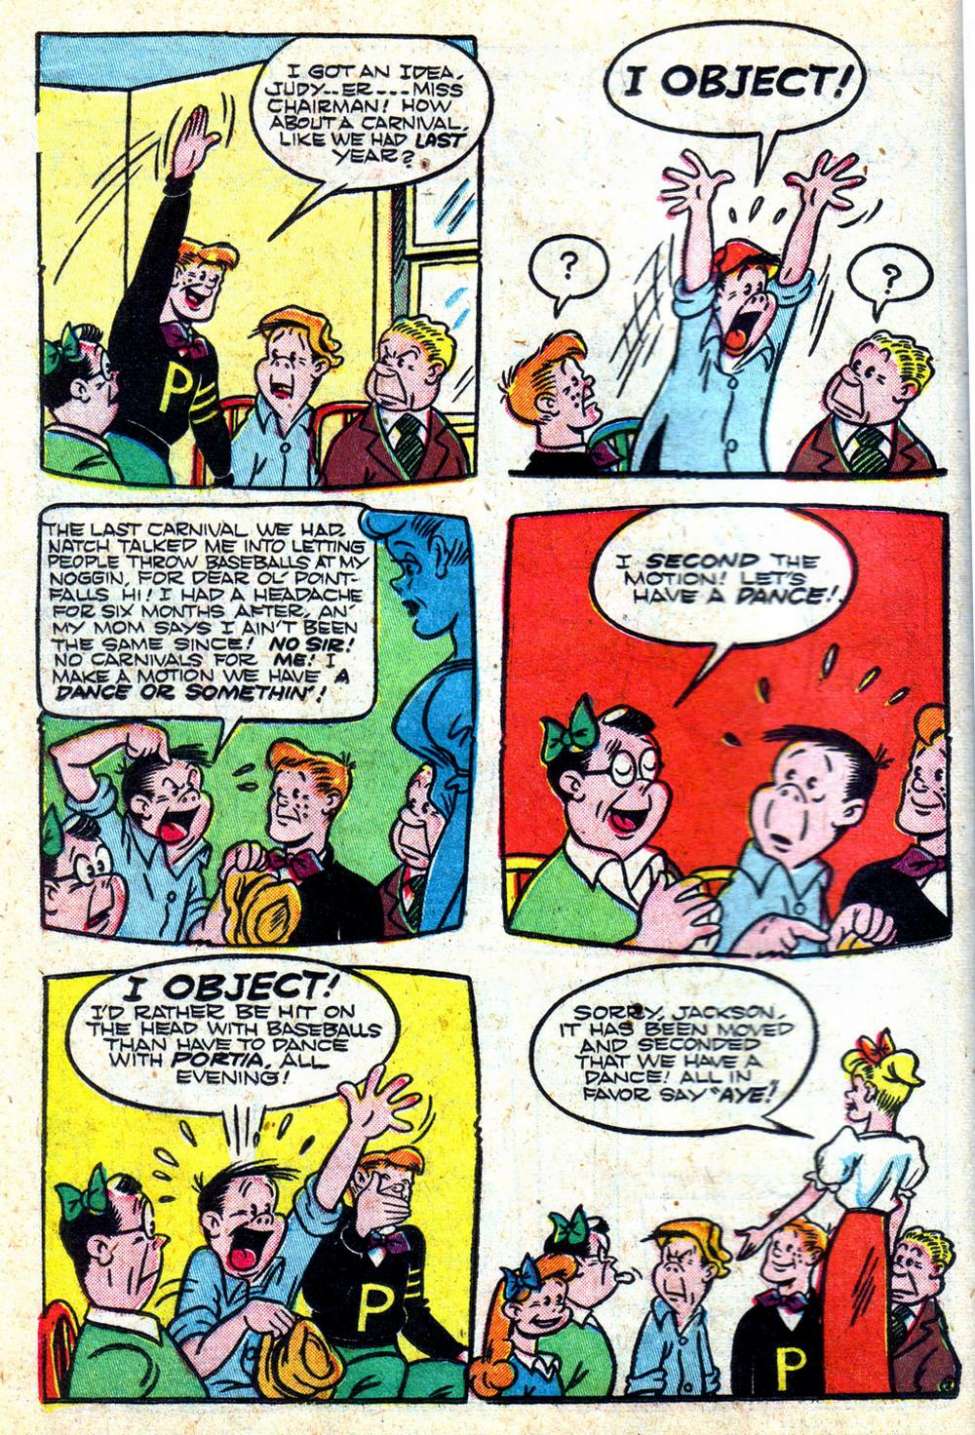 I GOT AN IDEA,
JUDY--ER---MISS
CHAIRMAN! HOW
ABOUT A CARNIVAL,
LIKE WE HAD LAST
YEAR?
P
I OBJECT!
?
?
THE LAST CARNIVAL WE HAD,
NATCH TALKED ME INTO LETTING
PEOPLE THROW BASEBALLS AT MY
NOGGIN, FOR DEAR OL' POINT-
FALLS HI! I HAD A HEADACHE
FOR SIX MONTHS AFTER, AN'
MY MOM SAYS I AIN'T BEEN
THE SAME SINCE! NO SIR!
NO CARNIVALS FOR ME! I
MAKE A MOTION WE HAVE A
DANCE OR SOMETHIN'!
I SECOND THE
MOTION! LET'S
HAVE A DANCE!
I OBJECT!
I'D RATHER BE HIT ON
THE HEAD WITH BASEBALLS
THAN HAVE TO DANCE
WITH PORTIA, ALL
EVENING!
P
SORRY, JACKSON,
IT HAS BEEN MOVED
AND SECONDED
THAT WE HAVE A
DANCE! ALL IN
FAVOR SAY "AYE!
P